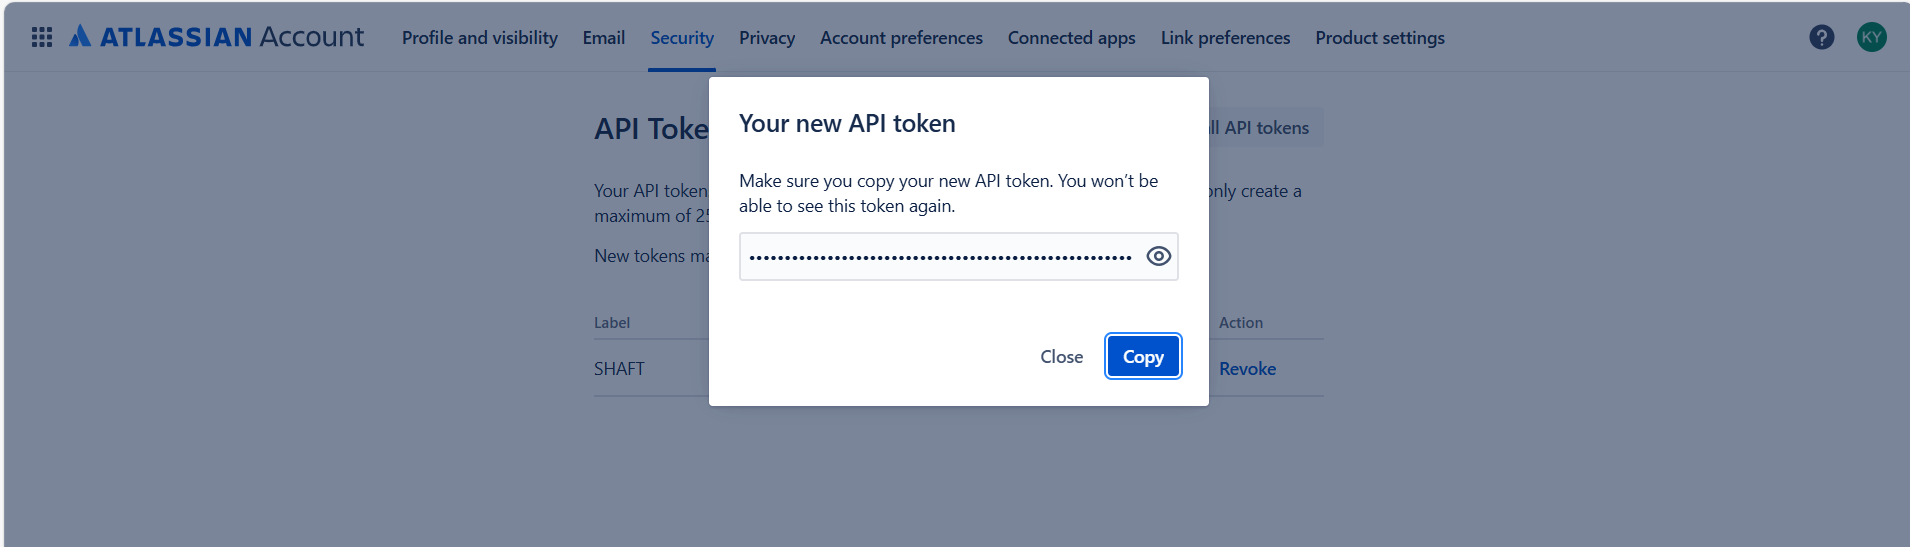 ATLASSIAN Account Profile and visibility Email Security Privacy Account preferences Connected apps Link preferences Product settings ? KY
Your new API token
Make sure you copy your new API token. You won't be
able to see this token again.
••••••••••••••••••••••••••••••••••••••••••••••••••••••
Close Copy
API Toke
ll API tokens
Your API token only create a
maximum of 25
New tokens ma
Label Action
SHAFT Revoke